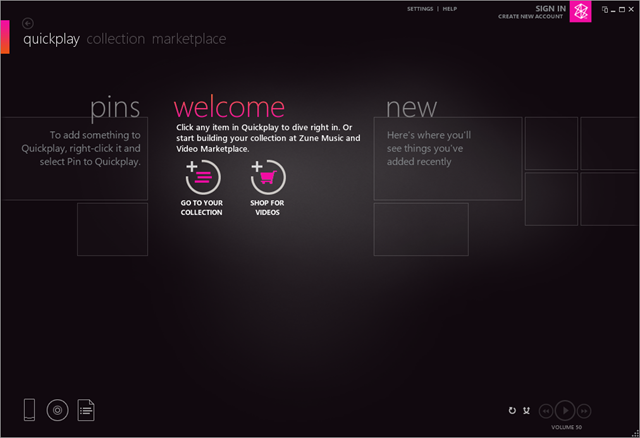 SETTINGS | HELP
SIGN IN
CREATE NEW ACCOUNT
quickplay collection marketplace
pins
To add something to
Quickplay, right-click it and
select Pin to Quickplay.
welcome
Click any item in Quickplay to dive right in. Or
start building your collection at Zune Music and
Video Marketplace.
GO TO YOUR
COLLECTION
SHOP FOR
VIDEOS
new
Here's where you'll
see things you've
added recently
VOLUME 50